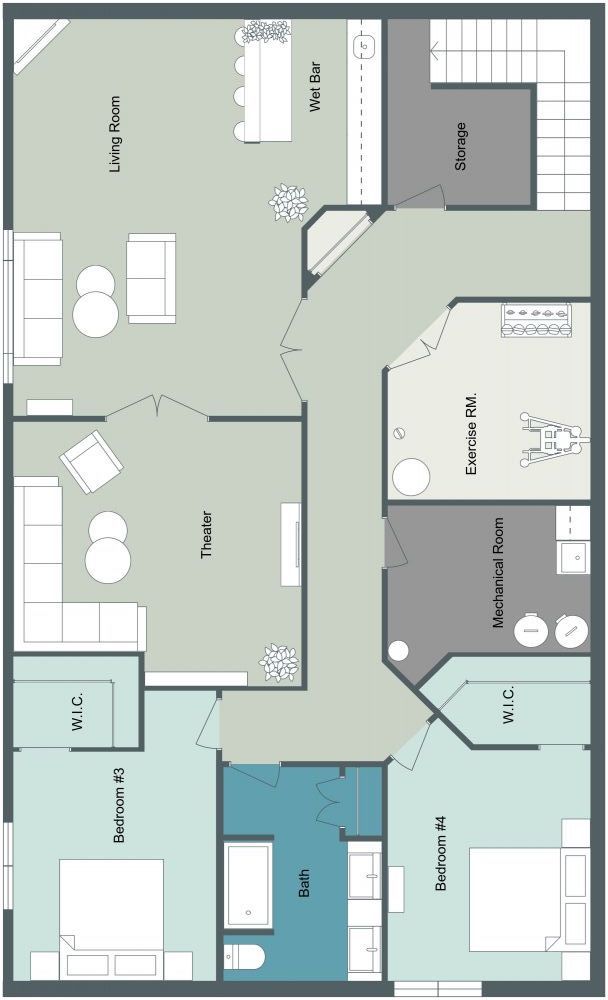 Living Room
Wet Bar
Storage
Exercise RM.
Theater
Mechanical Room
W.I.C.
W.I.C.
Bedroom #3
Bedroom #4
Bath